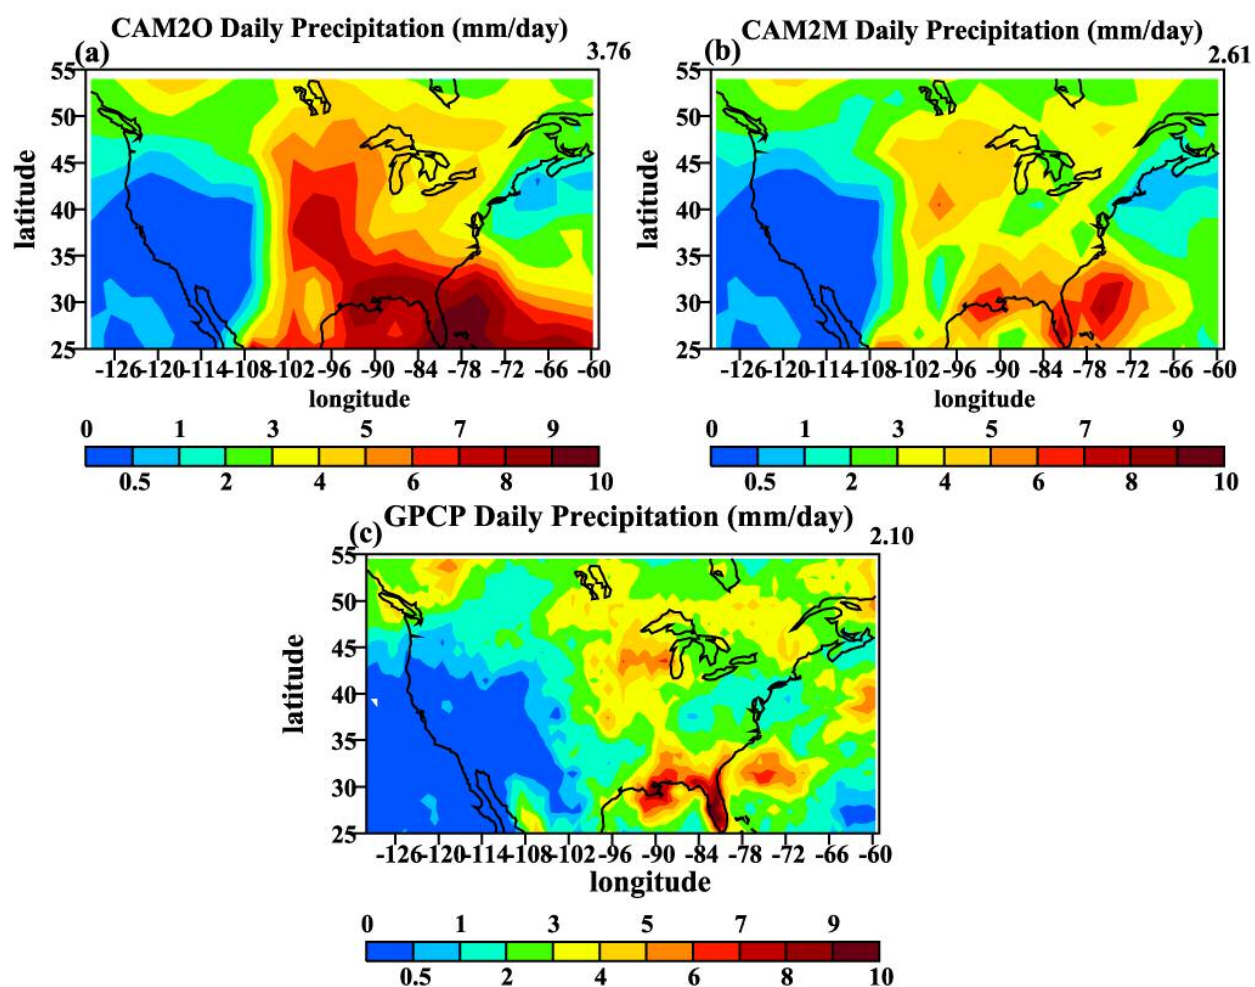 CAM2O Daily Precipitation (mm/day)
(a)
3.76
55
50
45
40
35
30
25
latitude
-126 -120 -114 -108 -102 -96 -90 -84 -78 -72 -66 -60
longitude
0 1 3 5 7 9
0.5 2 4 6 8 10
CAM2M Daily Precipitation (mm/day)
(b)
2.61
55
50
45
40
35
30
25
latitude
-126 -120 -114 -108 -102 -96 -90 -84 -78 -72 -66 -60
longitude
0 1 3 5 7 9
0.5 2 4 6 8 10
GPCP Daily Precipitation (mm/day)
(c)
2.10
55
50
45
40
35
30
25
latitude
-126 -120 -114 -108 -102 -96 -90 -84 -78 -72 -66 -60
longitude
0 1 3 5 7 9
0.5 2 4 6 8 10